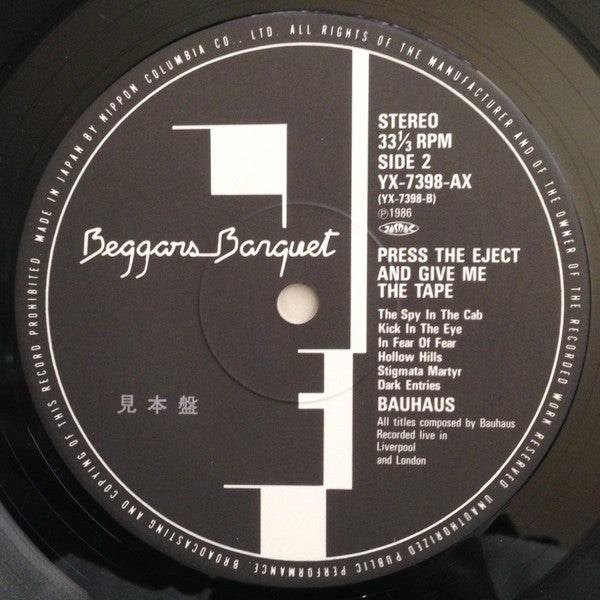 MADE IN JAPAN BY NIPPON COLUMBIA CO., LTD. ALL RIGHTS OF THE MANUFACTURER AND OF THE OWNER OF THE RECORDED WORK RESERVED. UNAUTHORIZED PUBLIC PERFORMANCE. BROADCASTING AND COPYING OF THIS RECORD PROHIBITED
STEREO
33⅓ RPM
SIDE 2
YX-7398-AX
(YX-7398-B)
Ⓟ1986
JASRAC
Beggars Banquet
PRESS THE EJECT
AND GIVE ME
THE TAPE
The Spy In The Cab
Kick In The Eye
In Fear Of Fear
Hollow Hills
Stigmata Martyr
Dark Entries
見本盤
BAUHAUS
All titles composed by Bauhaus
Recorded live in
Liverpool
and London